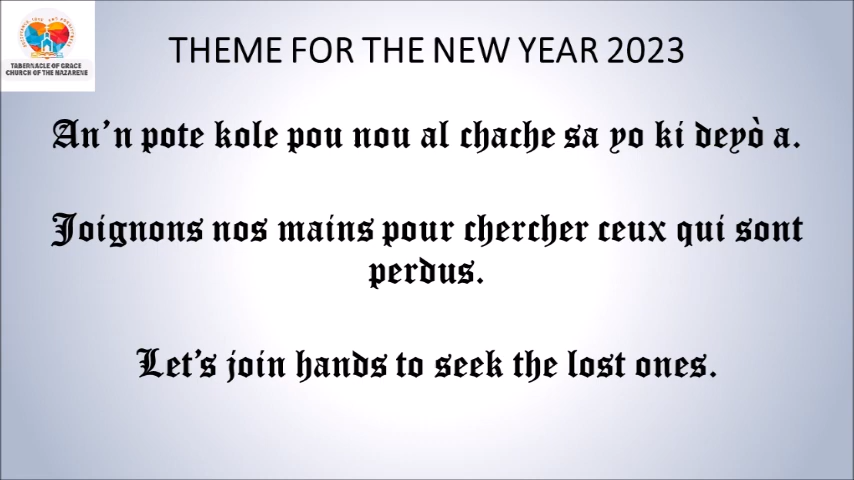 TABERNACLE OF GRACE
CHURCH OF THE NAZARENE
THEME FOR THE NEW YEAR 2023
An'n pote kole pou nou al chache sa yo ki deyò a.
Joignons nos mains pour chercher ceux qui sont
perdus.
Let's join hands to seek the lost ones.